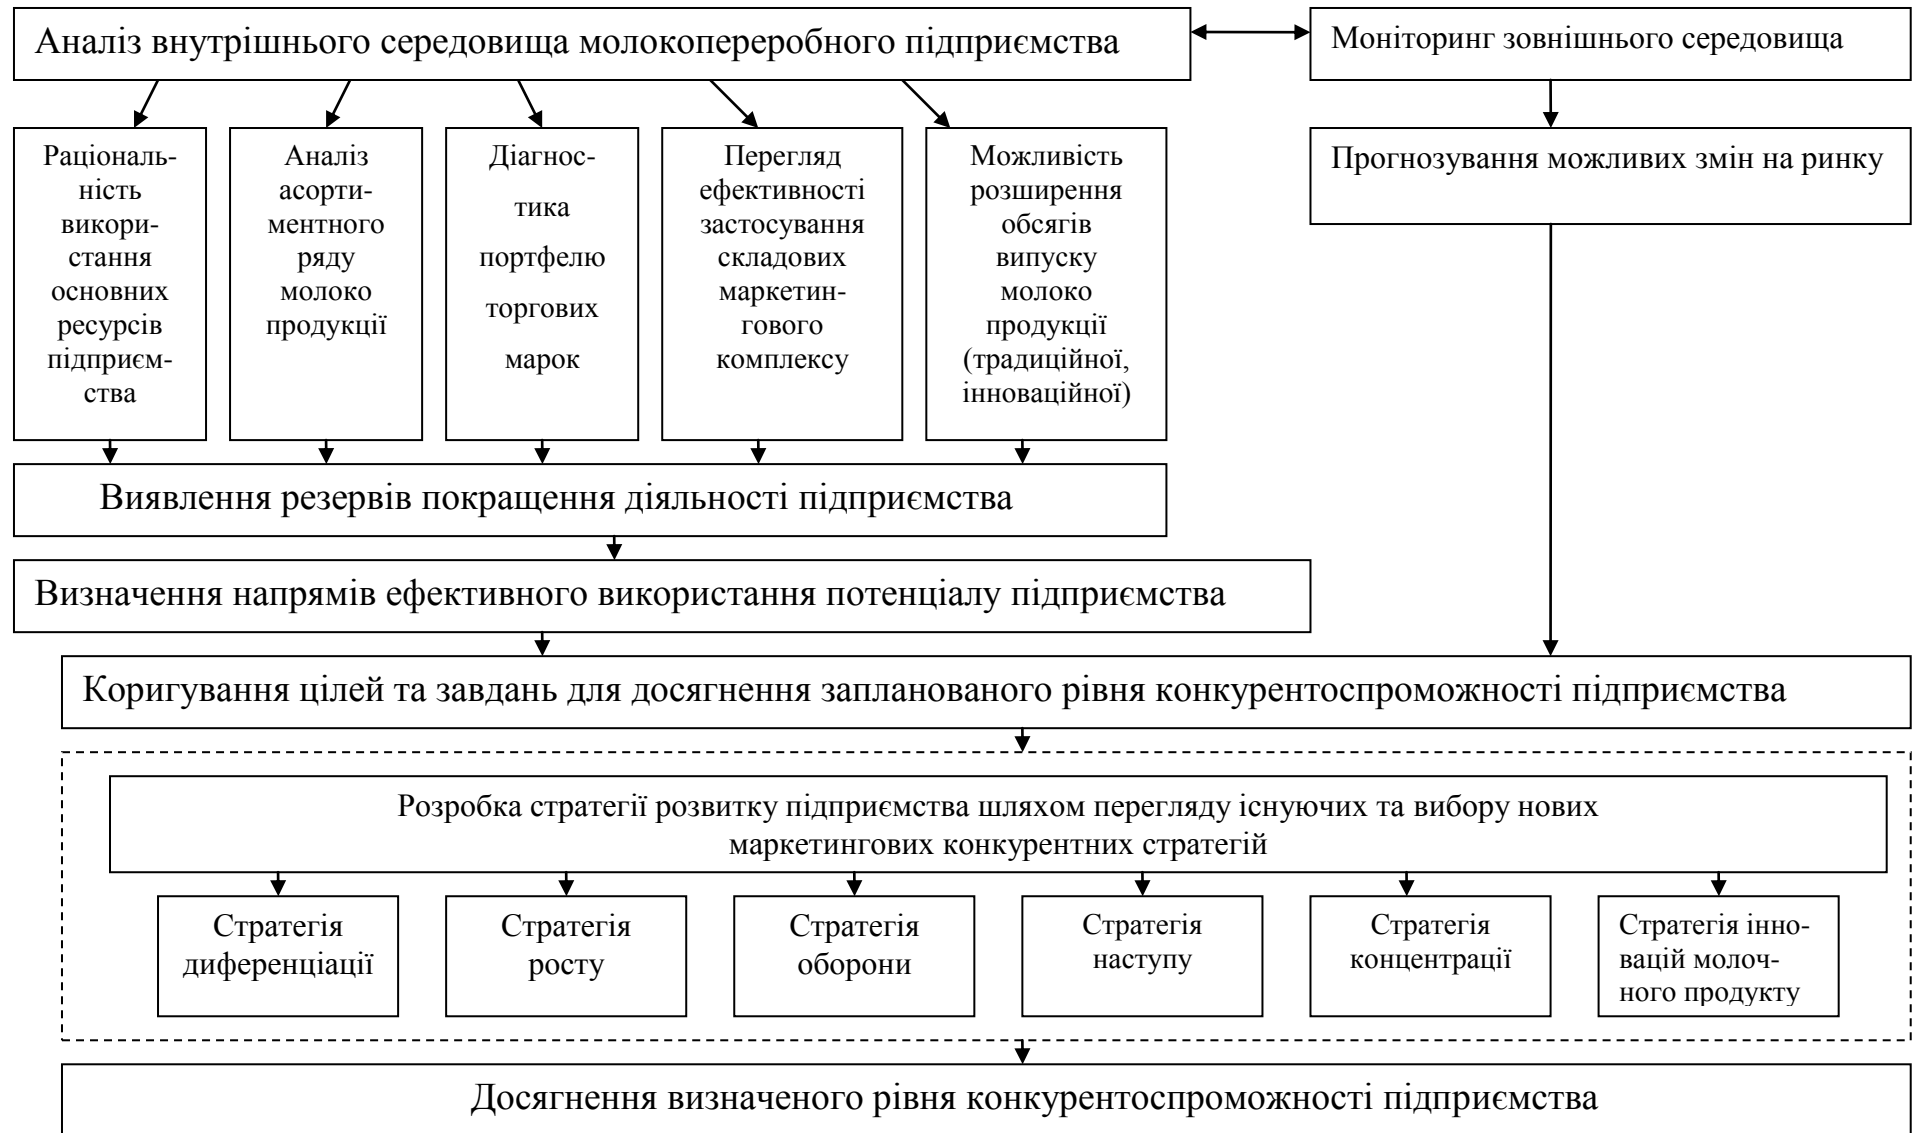 Аналіз внутрішнього середовища молокопереробного підприємства
Моніторинг зовнішнього середовища
Раціональ-
ність
викори-
стання
основних
ресурсів
підприєм-
ства
Аналіз
асорти-
ментного
ряду
молоко
продукції
Діагнос-
тика
портфелю
торгових
марок
Перегляд
ефективності
застосування
складових
маркетин-
гового
комплексу
Можливість
розширення
обсягів
випуску
молоко
продукції
(традиційної,
інноваційної)
Прогнозування можливих змін на ринку
Виявлення резервів покращення діяльності підприємства
Визначення напрямів ефективного використання потенціалу підприємства
Коригування цілей та завдань для досягнення запланованого рівня конкурентоспроможності підприємства
Розробка стратегії розвитку підприємства шляхом перегляду існуючих та вибору нових
маркетингових конкурентних стратегій
Стратегія
диференціації
Стратегія
росту
Стратегія
оборони
Стратегія
наступу
Стратегія
концентрації
Стратегія інно-
вацій молоч-
ного продукту
Досягнення визначеного рівня конкурентоспроможності підприємства